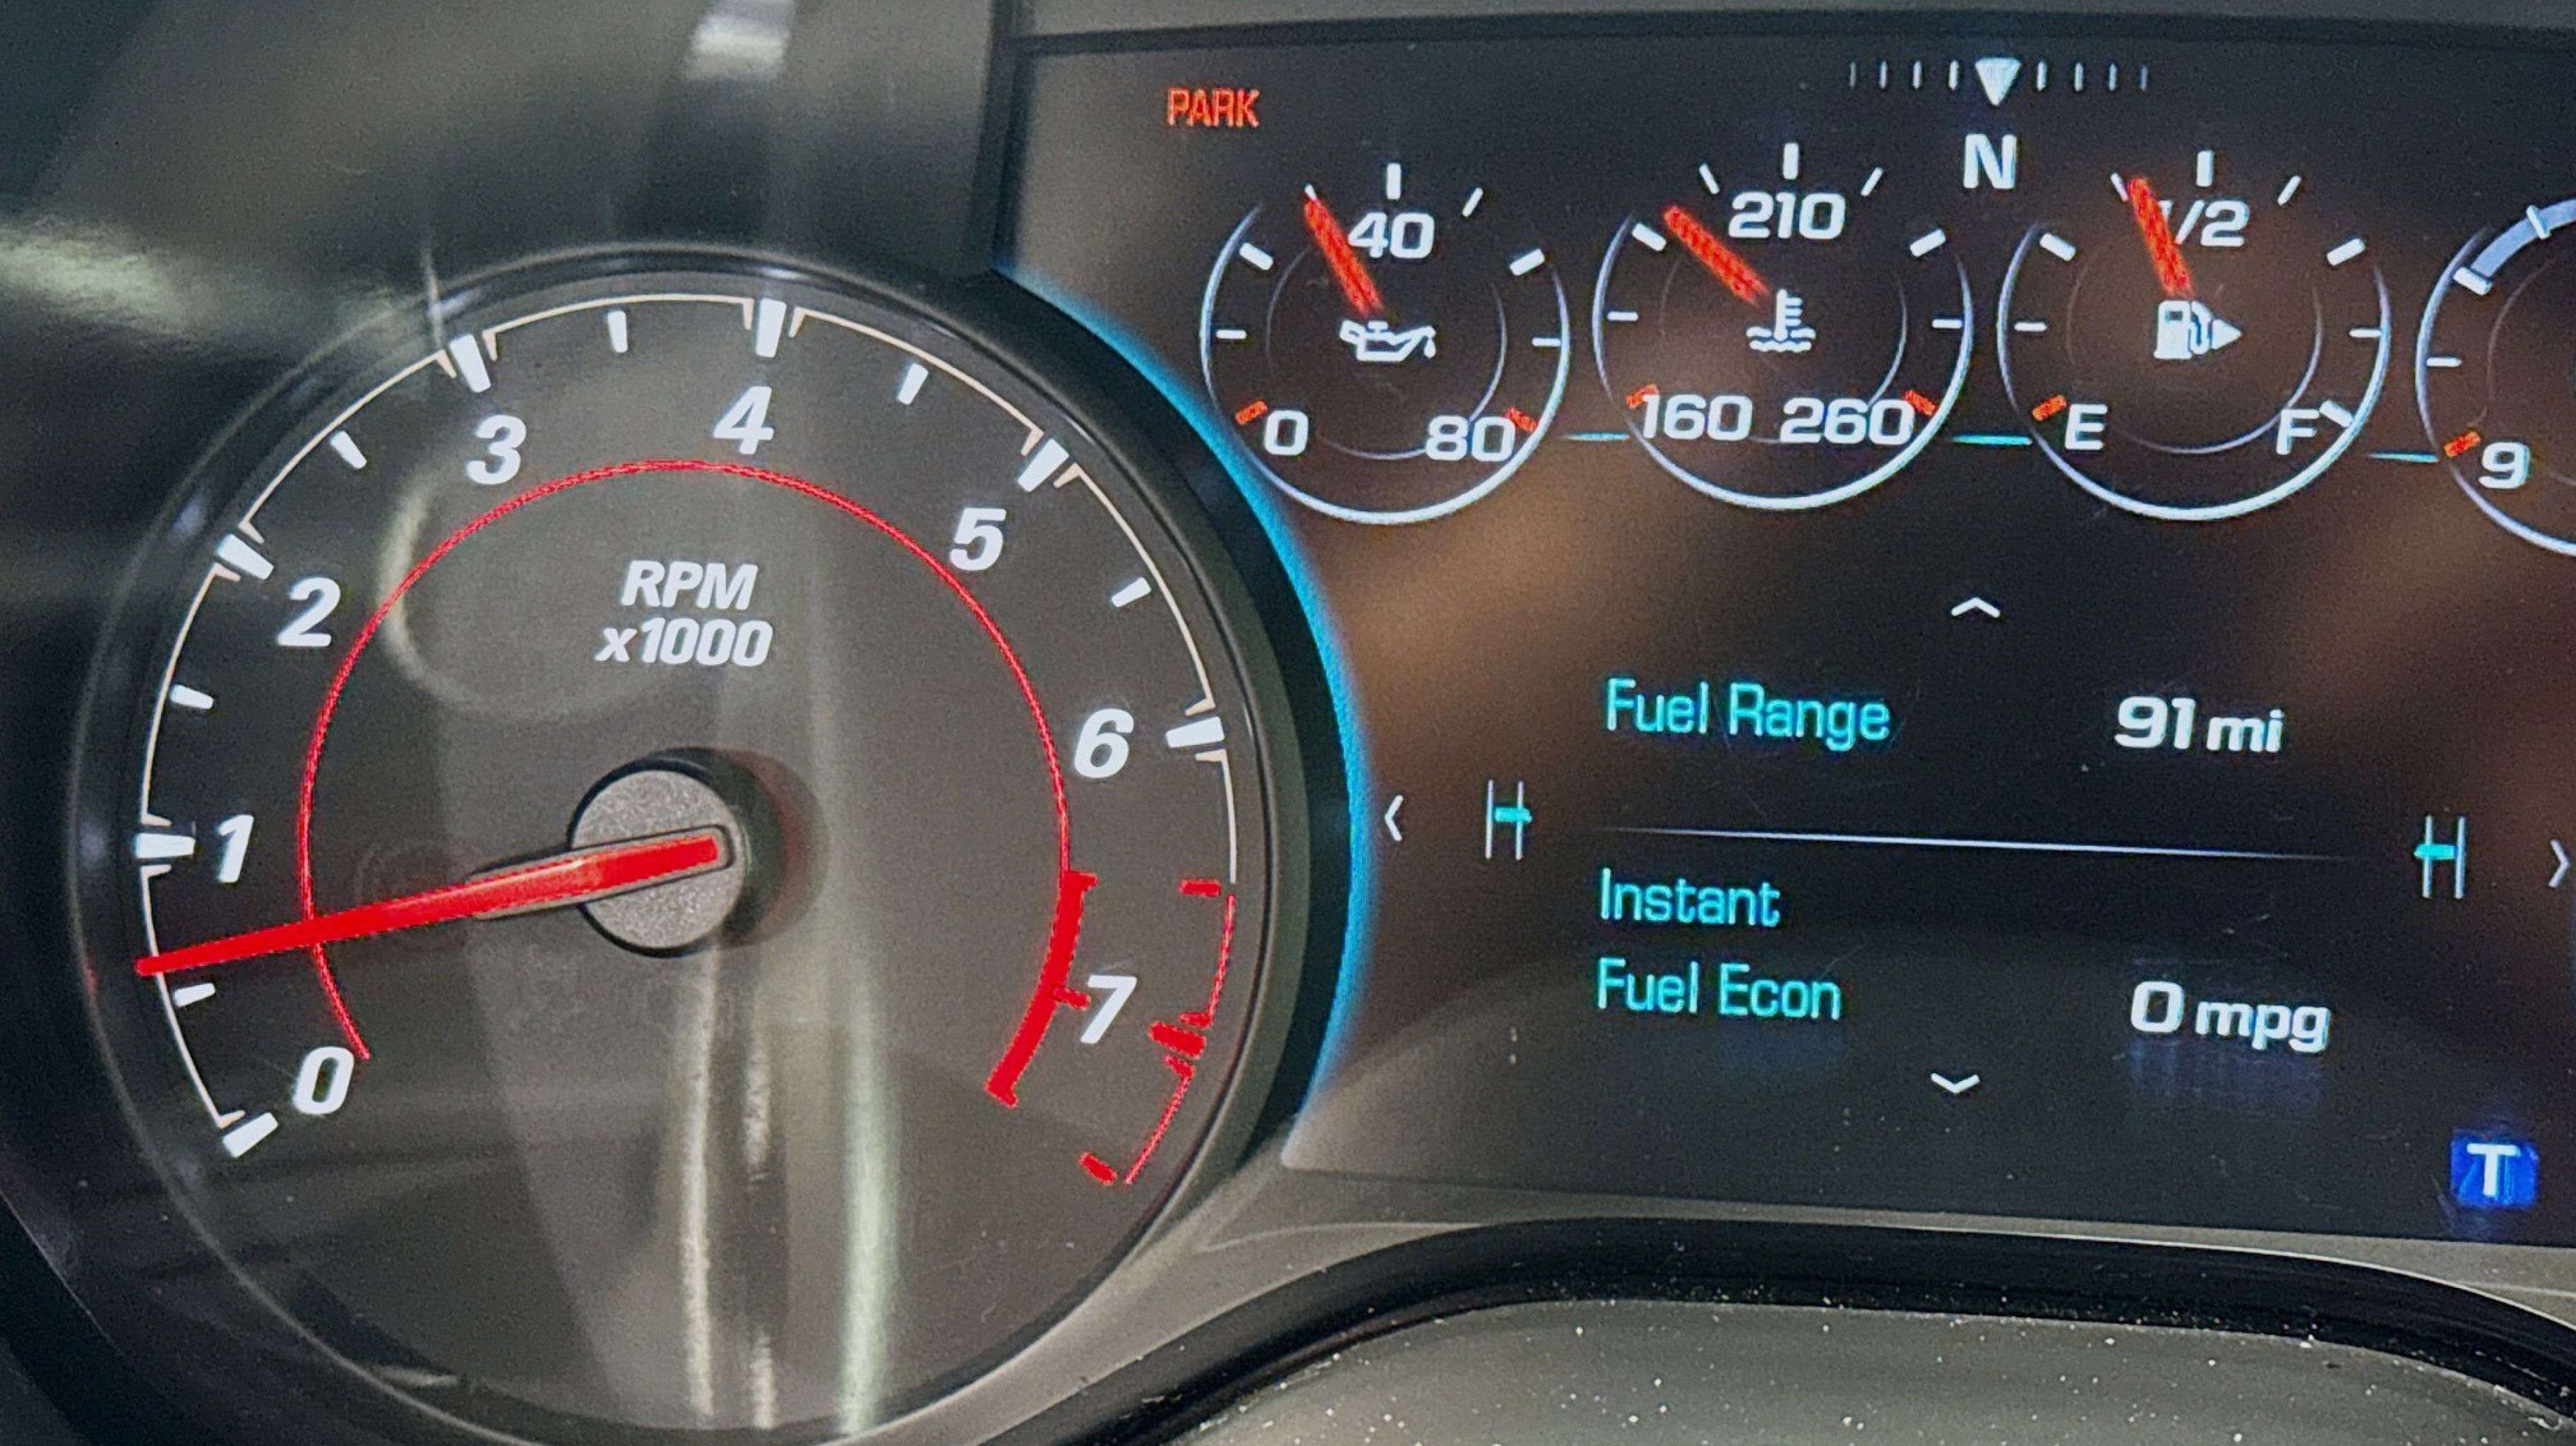 PARK
N
40
0 80
210
160 260
1/2
E F
9
0
1
2
3
4
5
6
7
RPM
x1000
Fuel Range 91 mi
Instant
Fuel Econ 0 mpg
T